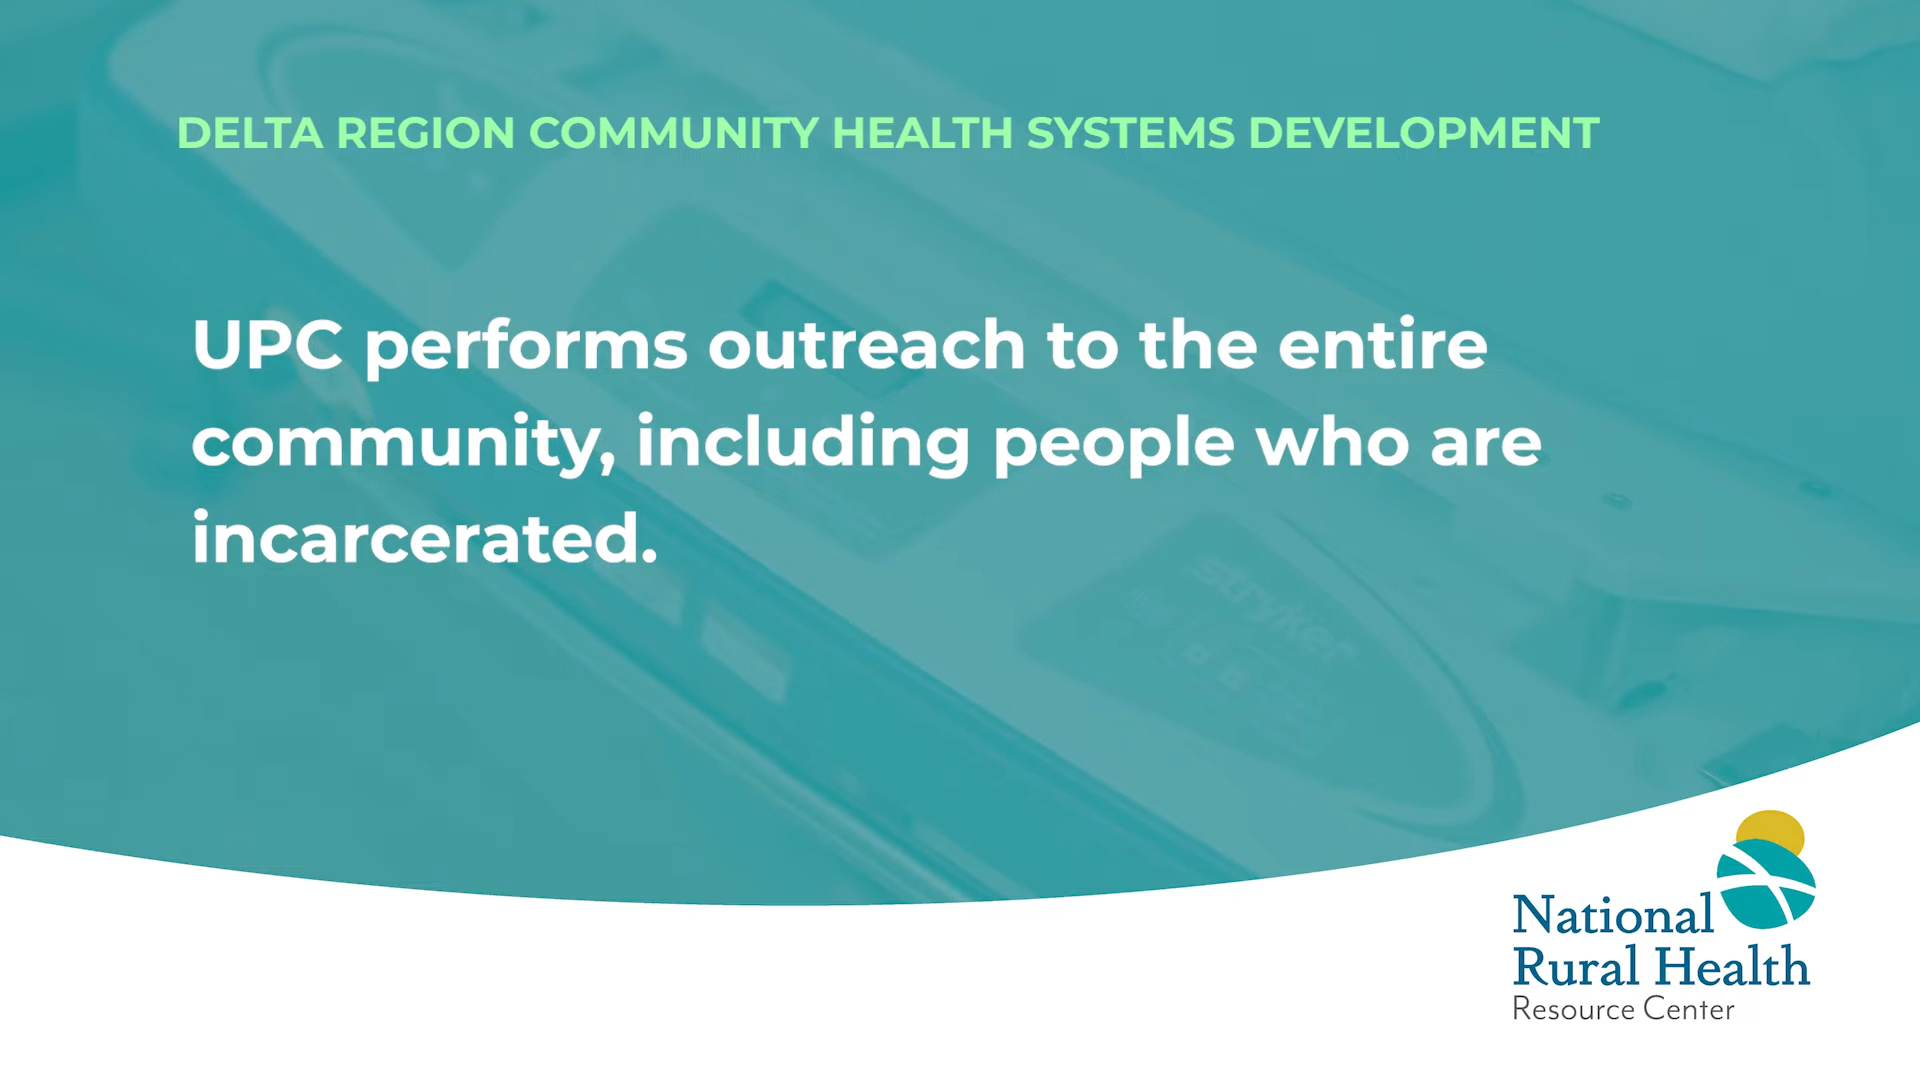 DELTA REGION COMMUNITY HEALTH SYSTEMS DEVELOPMENT
UPC performs outreach to the entire
community, including people who are
incarcerated.
stryker
National
Rural Health
Resource Center